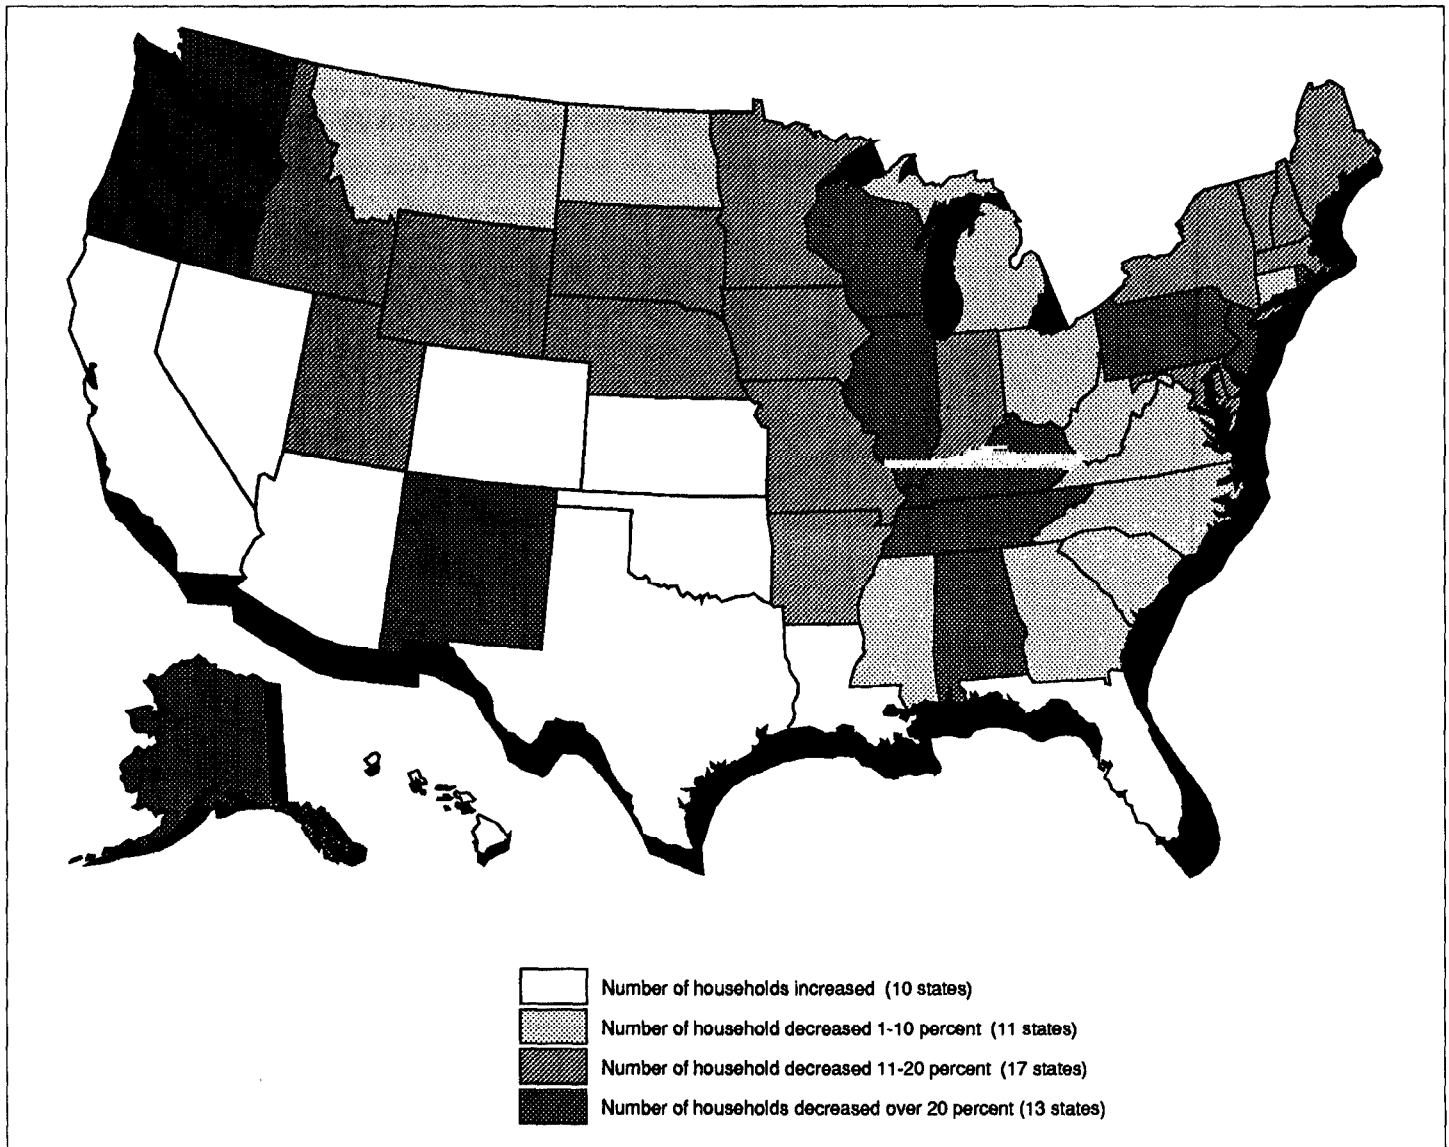 Number of households increased (10 states)
Number of household decreased 1-10 percent (11 states)
Number of household decreased 11-20 percent (17 states)
Number of households decreased over 20 percent (13 states)